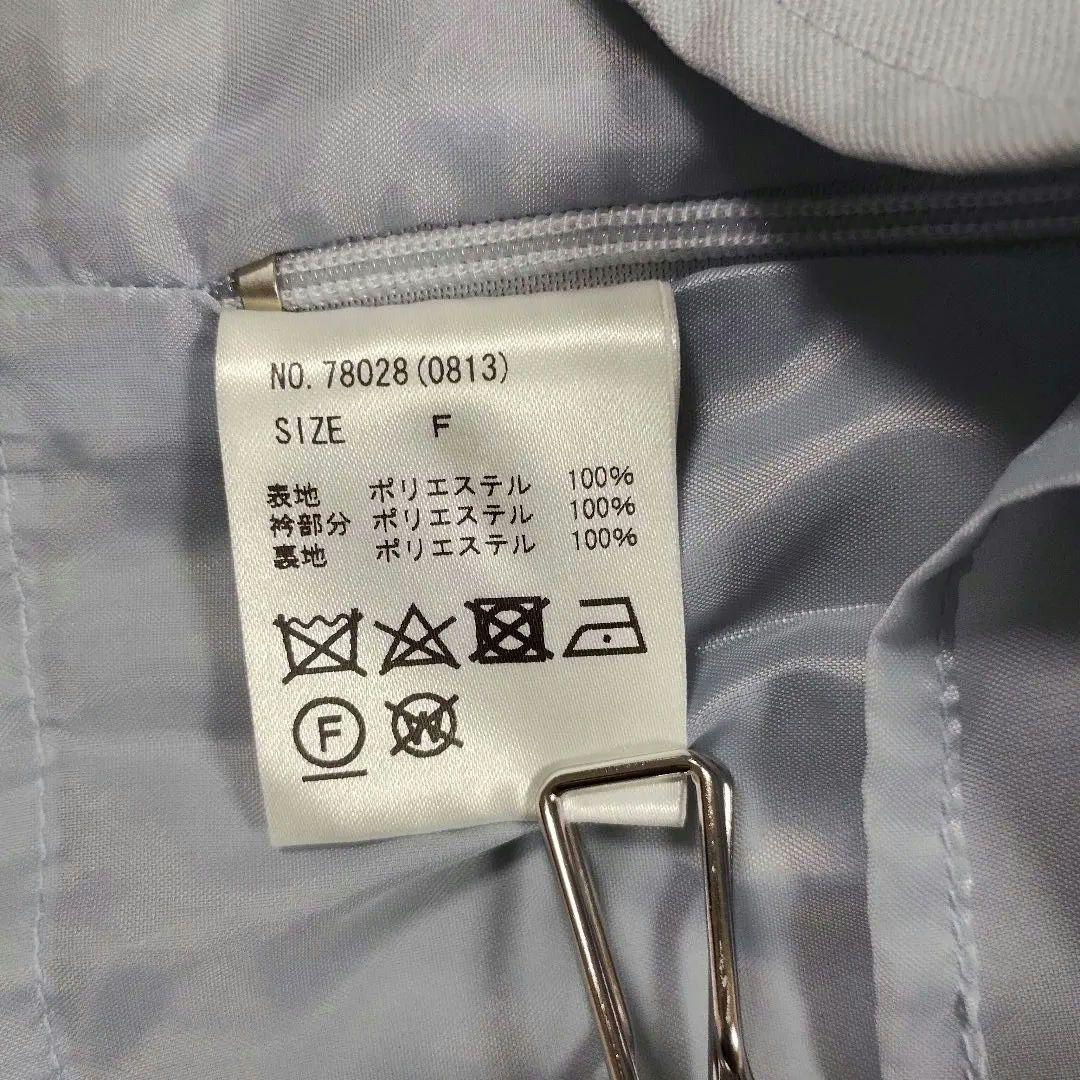 NO. 78028(0813)
SIZE F
表地 ポリエステル 100%
衿部分 ポリエステル 100%
裏地 ポリエステル 100%
F W